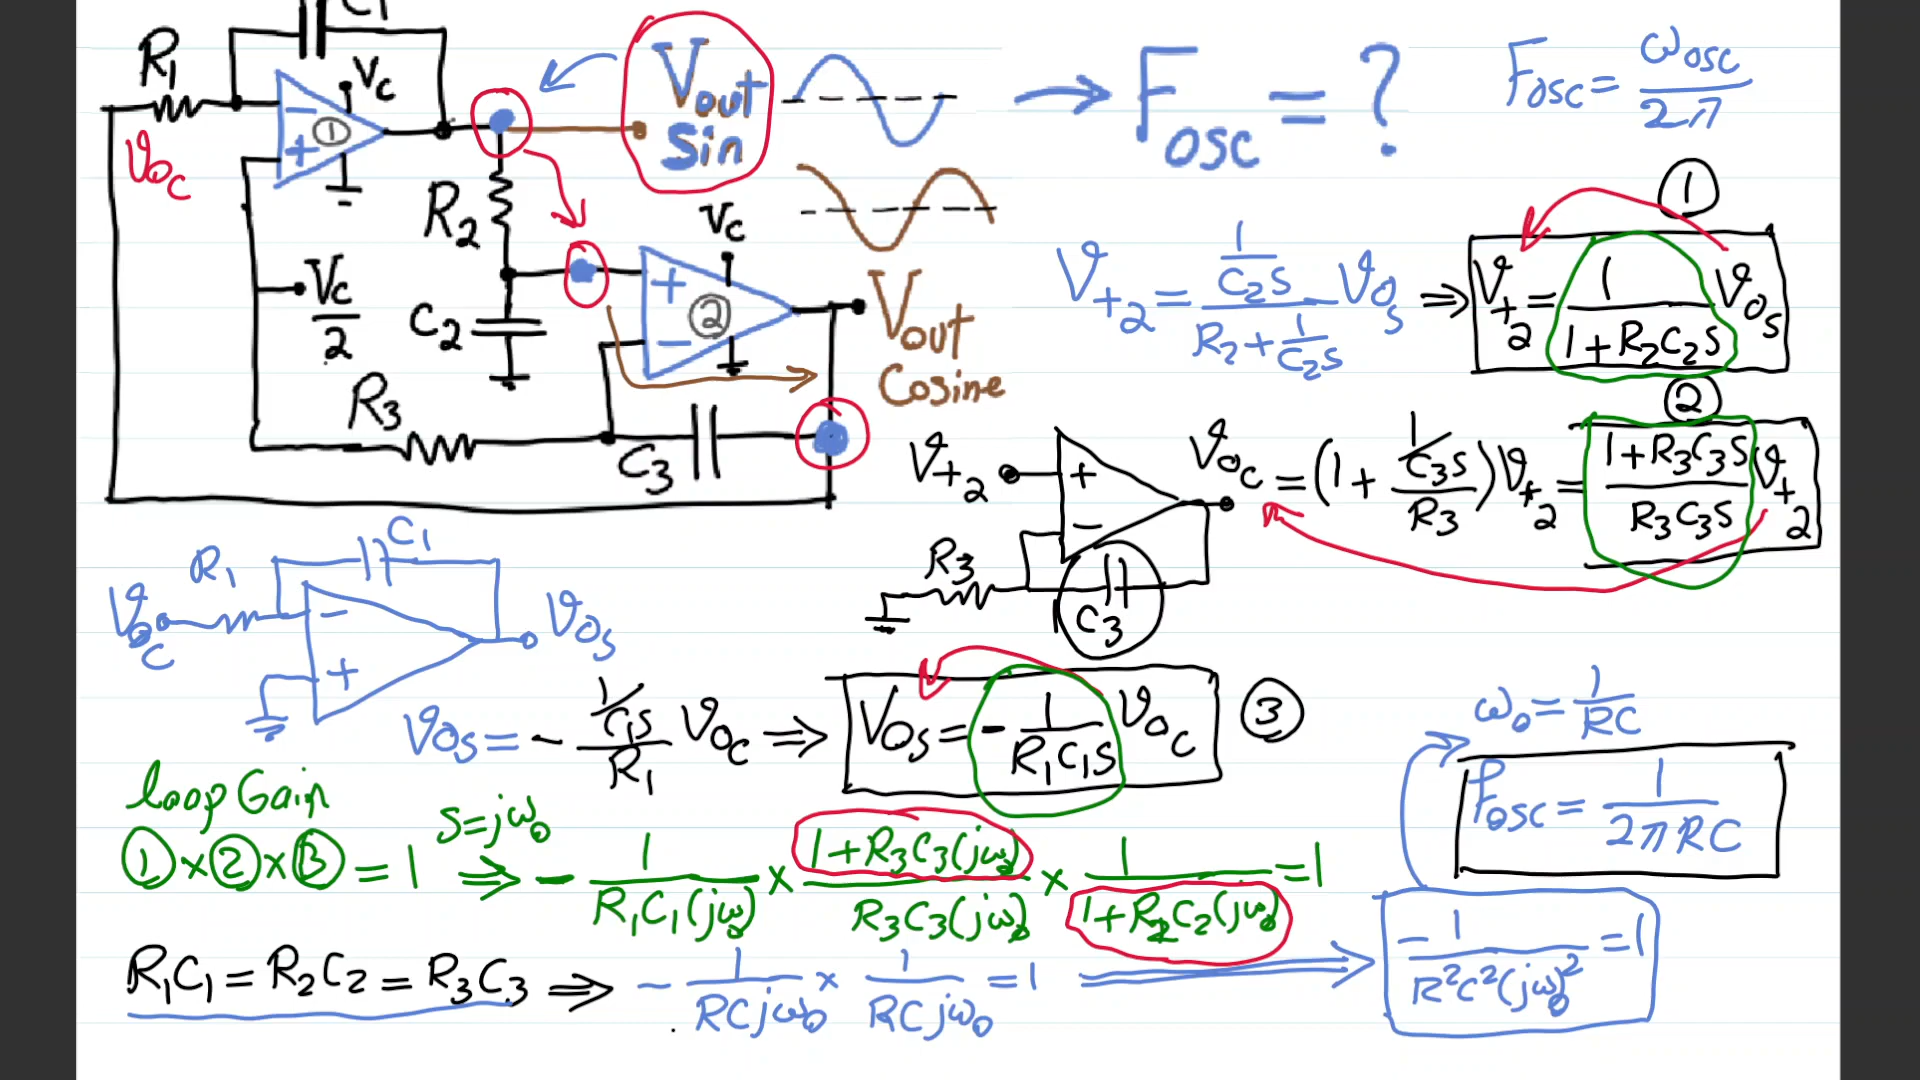 C₁
R₁
Vc
− ① +
vOC
Vout
Sin
→ Fosc = ?
Fosc = ωosc / 2π
R₂
Vc/2
C₂
Vc
+ ② −
Vout
Cosine
R₃
C₃
①
v+2 = (1/C₂S) / (R₂ + 1/C₂S) vOs ⇒ v+2 = 1 / (1 + R₂C₂S) vOs
②
v+2 + − R₃ C₃
vOC = (1 + (1/C₃S) / R₃) v+2 = (1 + R₃C₃S) / (R₃C₃S) v+2
R₁ C₁
vOC − + vOs
vOs = − (1/C₁S) / R₁ vOC ⇒ vOs = − 1 / (R₁C₁S) vOC ③
ω₀ = 1 / RC
Fosc = 1 / 2πRC
loop Gain
① × ② × ③ = 1 S=jω₀ ⇒ − 1 / (R₁C₁(jω₀)) × (1 + R₃C₃(jω₀)) / (R₃C₃(jω₀)) × 1 / (1 + R₂C₂(jω₀)) = 1
R₁C₁ = R₂C₂ = R₃C₃ ⇒ − 1 / (RCjω₀) × 1 / (RCjω₀) = 1 ⇒ −1 / (R²C²(jω₀)²) = 1